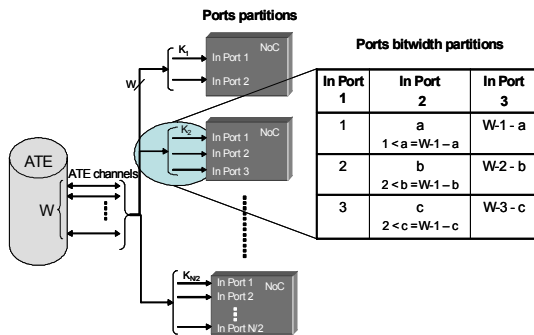 Ports partitions
K1
NoC
In Port 1
In Port 2
W
Ports bitwidth partitions
In Port 1
In Port 2
In Port 3
1
a
1 < a = W-1 – a
W-1 - a
2
b
2 < b = W-1 – b
W-2 - b
3
c
2 < c = W-1 – c
W-3 - c
K2
NoC
In Port 1
In Port 2
In Port 3
ATE
ATE channels
W
KN/2
NoC
In Port 1
In Port 2
In Port N/2